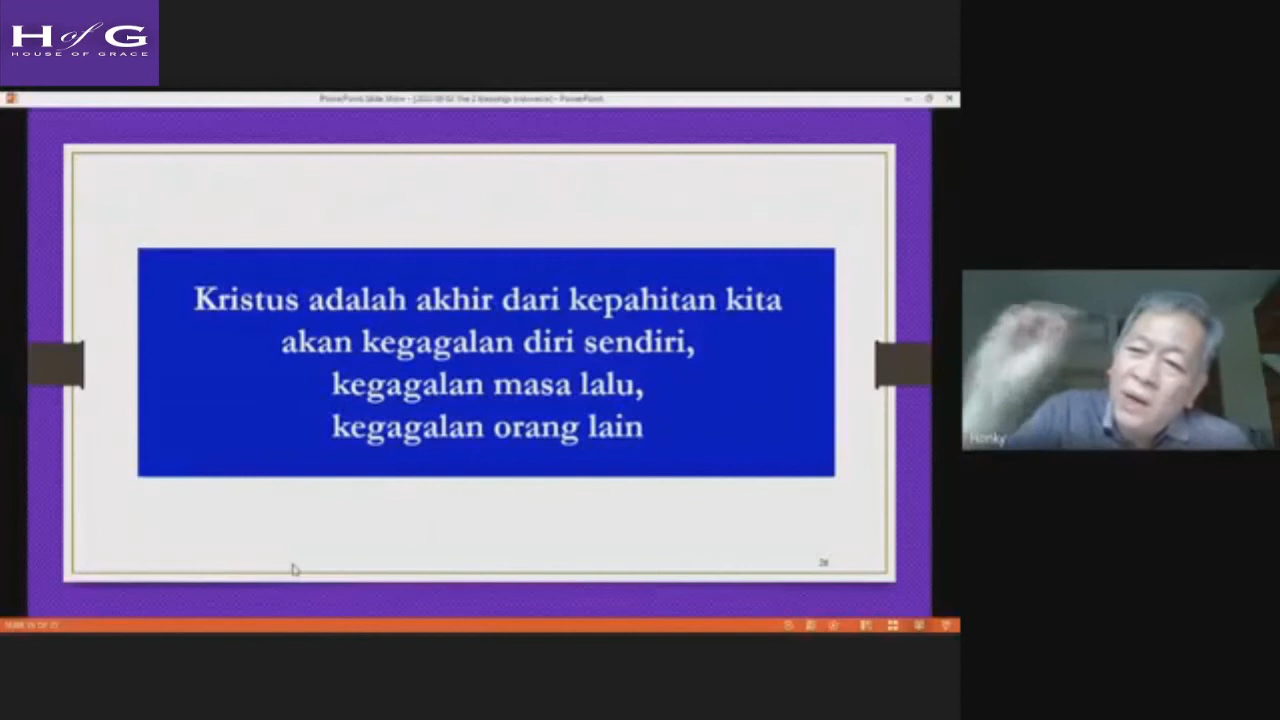 H of G
HOUSE OF GRACE
Kristus adalah akhir dari kepahitan kita
akan kegagalan diri sendiri,
kegagalan masa lalu,
kegagalan orang lain
Honky